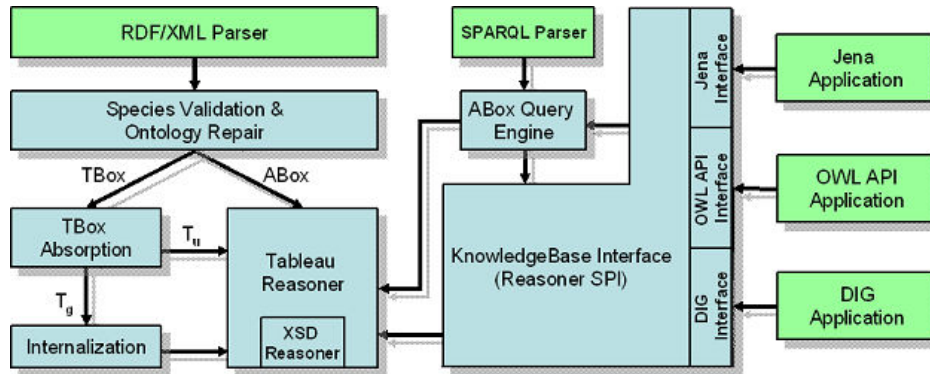 RDF/XML Parser
SPARQL Parser
Jena
Application
Jena
Interface
Species Validation &
Ontology Repair
ABox Query
Engine
TBox
ABox
OWL API
Interface
OWL API
Application
TBox
Absorption
Tu
Tableau
Reasoner
KnowledgeBase Interface
(Reasoner SPI)
Tg
DIG
Interface
DIG
Application
Internalization
XSD
Reasoner